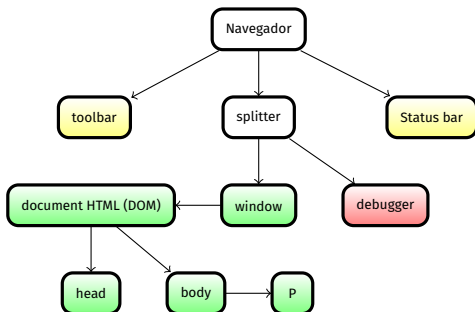 Navegador
toolbar
splitter
Status bar
document HTML (DOM)
window
debugger
head
body
P